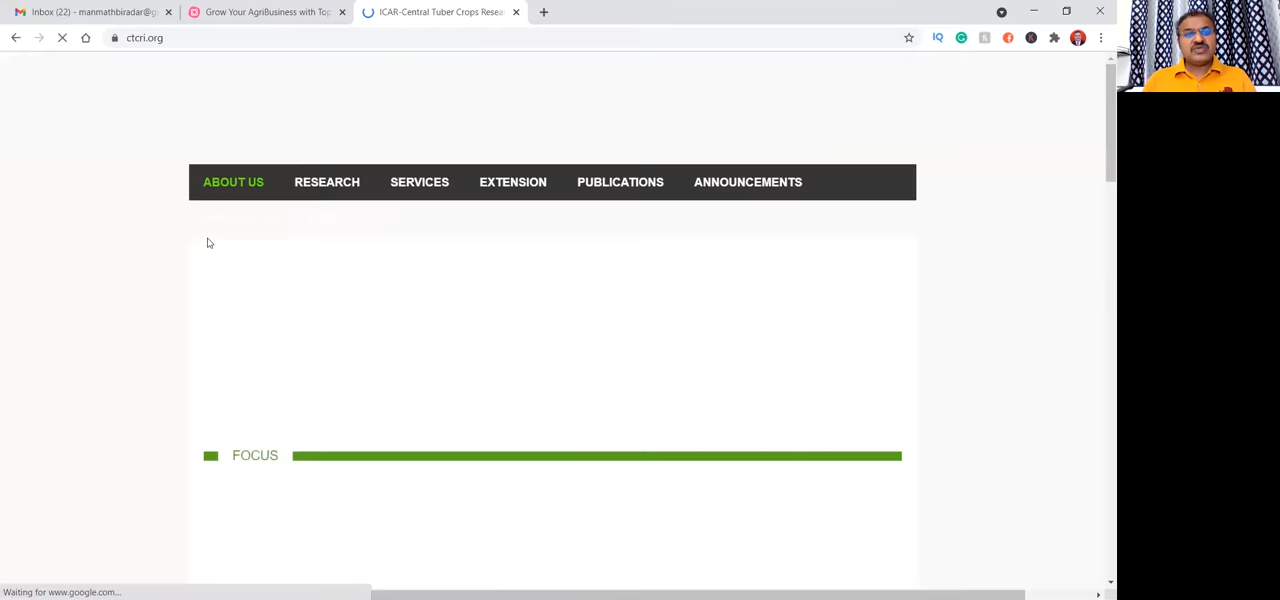 Inbox (22) - manmathbiradar@g
Grow Your AgriBusiness with Top
ICAR-Central Tuber Crops Resea
ctcri.org
ABOUT US RESEARCH SERVICES EXTENSION PUBLICATIONS ANNOUNCEMENTS
FOCUS
Waiting for www.google.com...